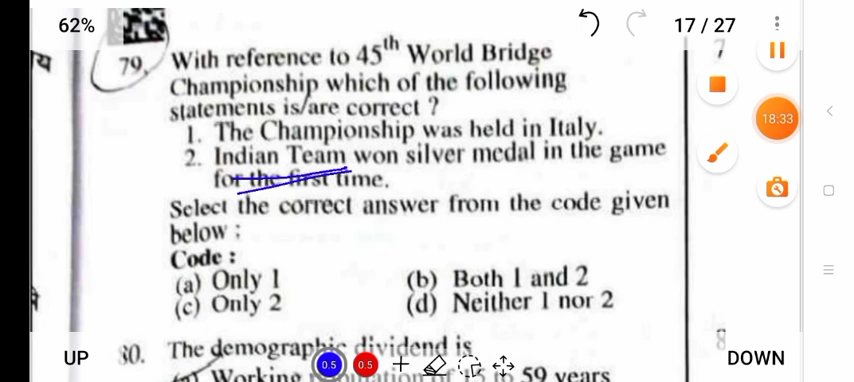 62%
17 / 27
य
79. With reference to 45th World Bridge
Championship which of the following
statements is/are correct ?
1. The Championship was held in Italy.
2. Indian Team won silver medal in the game
for the first time.
Select the correct answer from the code given
below :
Code :
(a) Only 1 (b) Both 1 and 2
(c) Only 2 (d) Neither 1 nor 2
80. The demographic dividend is
(a) Working 59 years
7
18:33
8
UP
0.5 0.5
DOWN